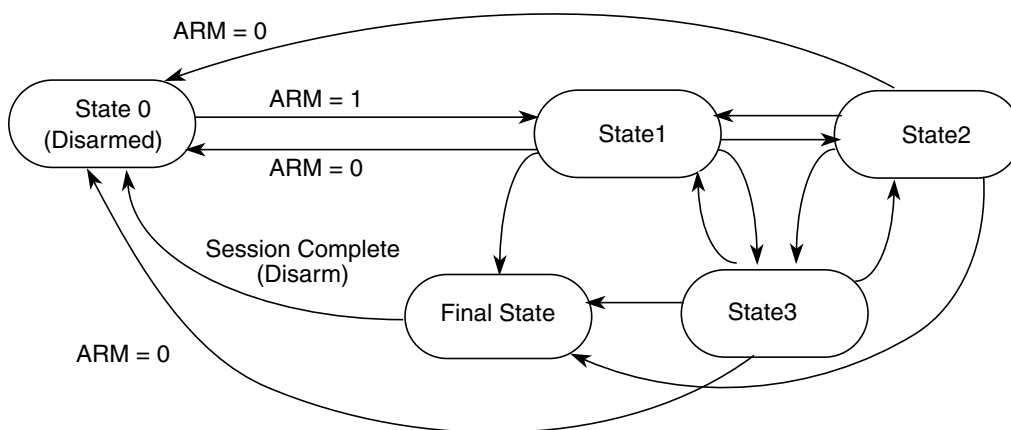 ARM = 0
State 0
(Disarmed)
ARM = 1
ARM = 0
State1
State2
Session Complete
(Disarm)
Final State
State3
ARM = 0